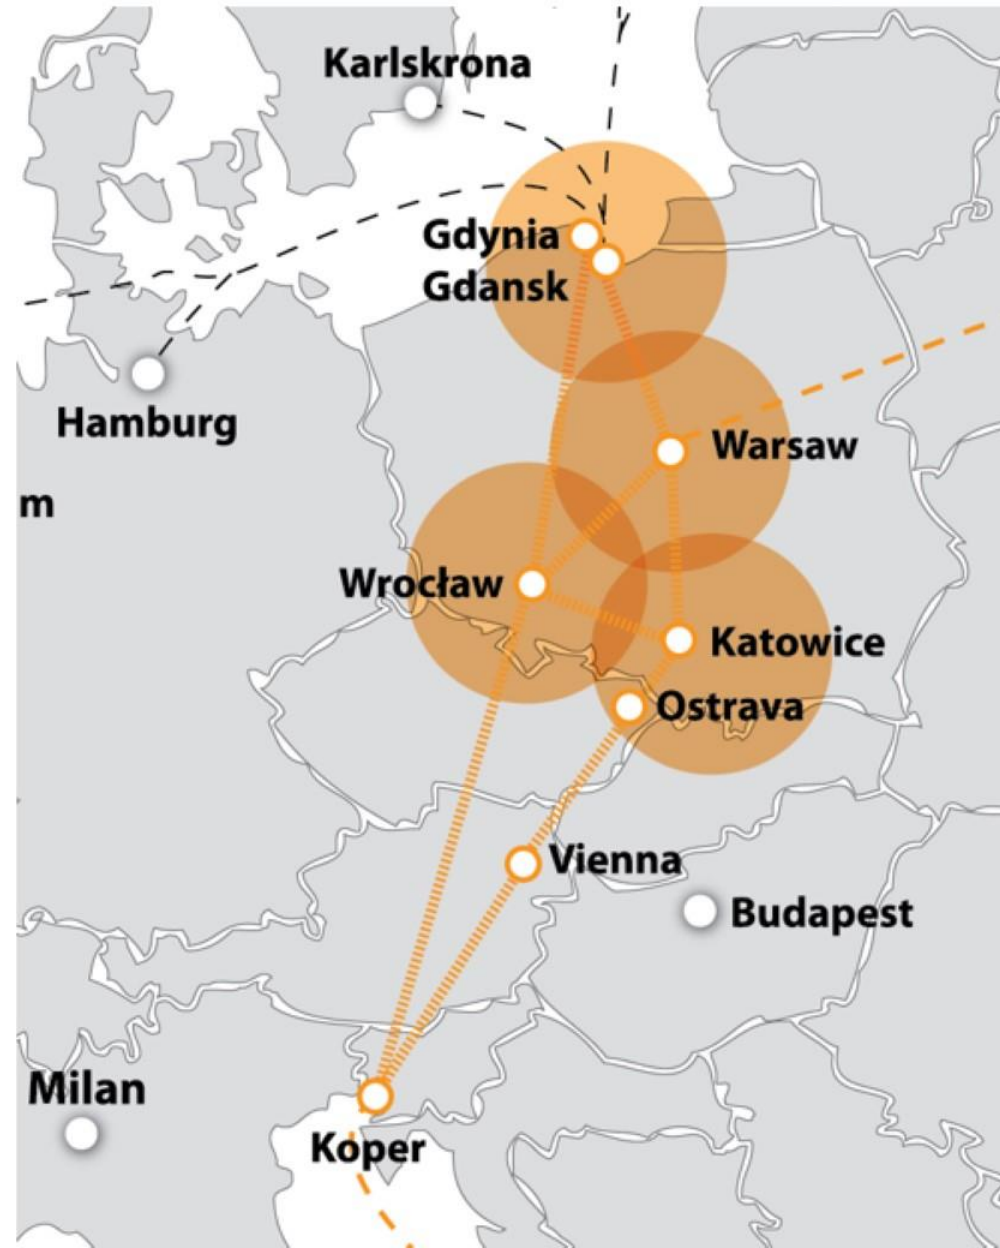 Karlskrona
Gdynia
Gdansk
Hamburg
Warsaw
m
Wrocław
Katowice
Ostrava
Vienna
Budapest
Milan
Koper